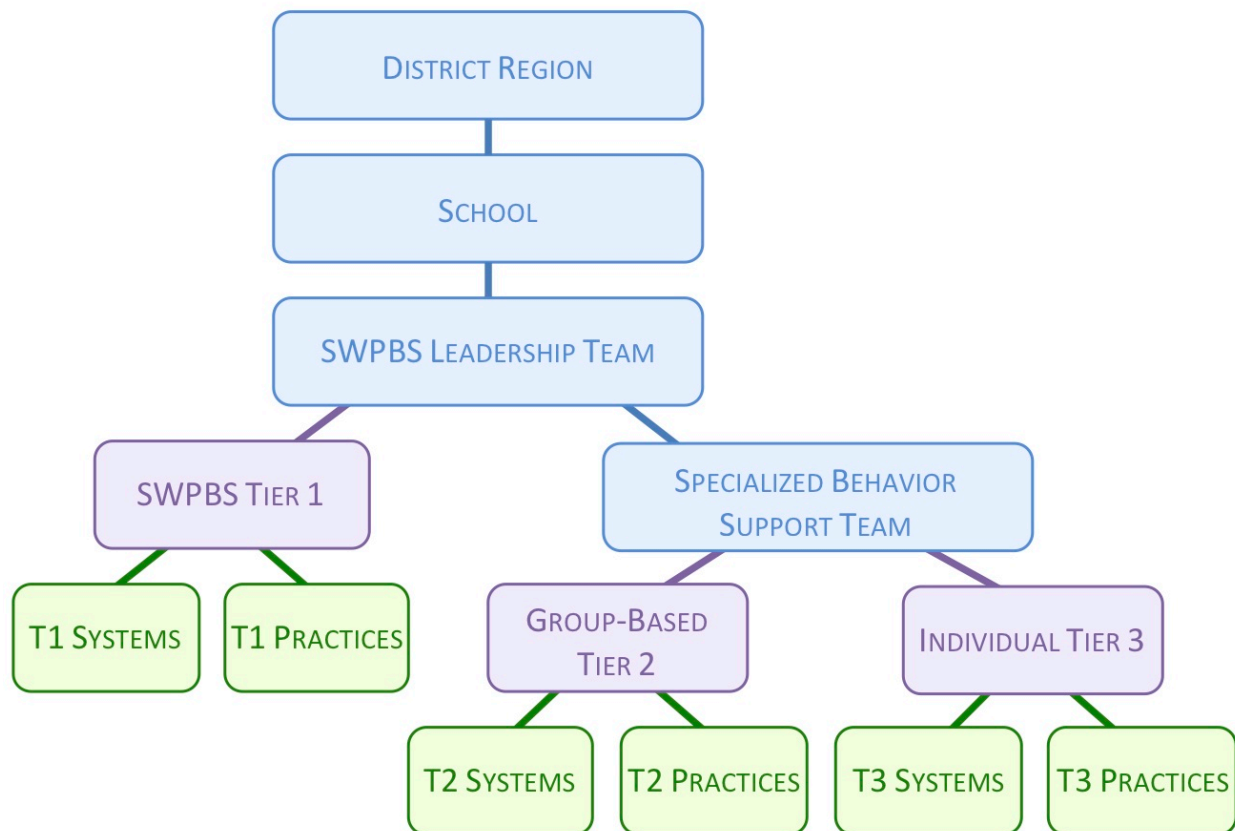 DISTRICT REGION
SCHOOL
SWPBS LEADERSHIP TEAM
SWPBS TIER 1
SPECIALIZED BEHAVIOR
SUPPORT TEAM
T1 SYSTEMS
T1 PRACTICES
GROUP-BASED
TIER 2
INDIVIDUAL TIER 3
T2 SYSTEMS
T2 PRACTICES
T3 SYSTEMS
T3 PRACTICES